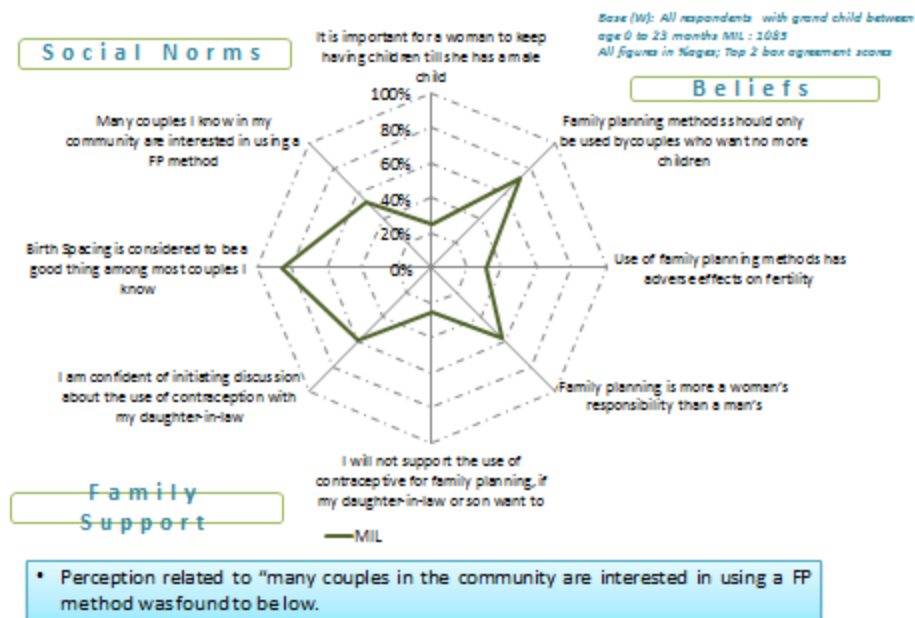 Social Norms
It is important for a woman to keep
having children till she has a male
child
Base (W): All respondents with grand child between
age 0 to 23 months MIL : 1085
All figures in %ages; Top 2 box agreement scores
Beliefs
100%
80%
60%
40%
20%
0%
Many couples I know in my
community are interested in using a
FP method
Family planning methods should only
be used by couples who want no more
children
Birth Spacing is considered to be a
good thing among most couples I
know
Use of family planning methods has
adverse effects on fertility
I am confident of initiating discussion
about the use of contraception with
my daughter-in-law
Family planning is more a woman's
responsibility than a man's
I will not support the use of
contraceptive for family planning, if
my daughter-in-law or son want to
Family
Support
MIL
• Perception related to "many couples in the community are interested in using a FP
method was found to be low.